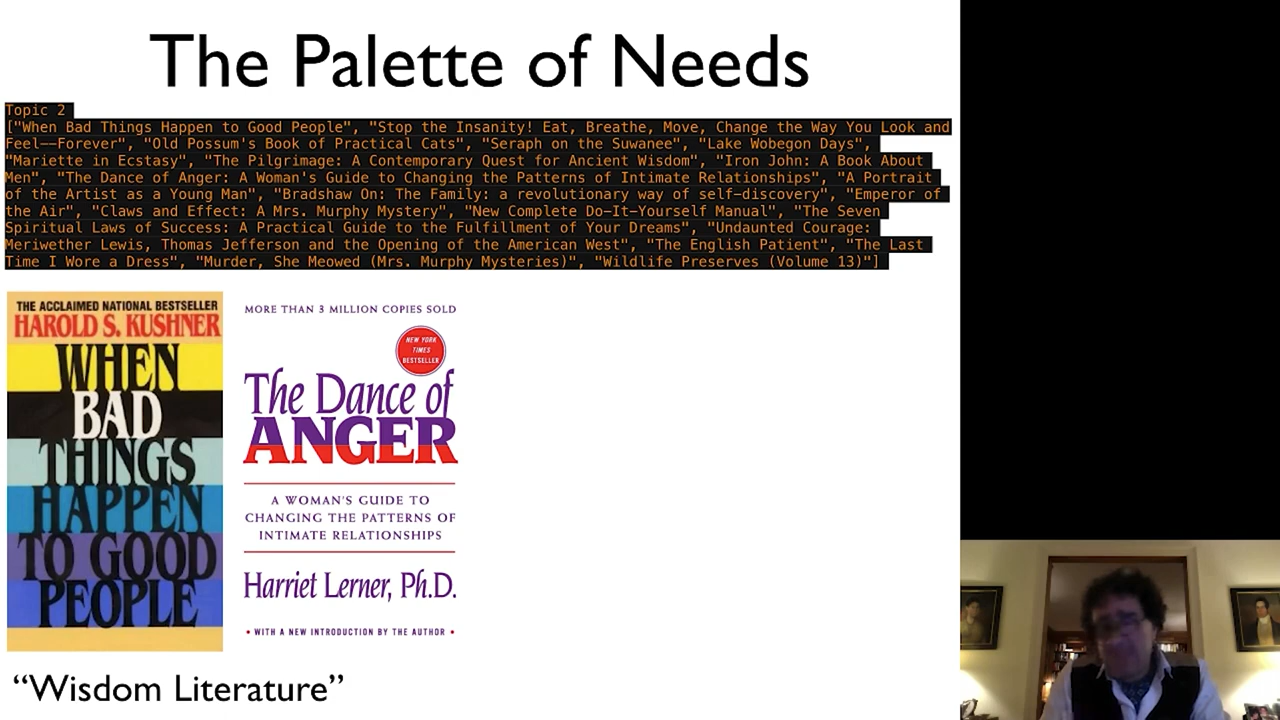 The Palette of Needs
Topic 2
["When Bad Things Happen to Good People", "Stop the Insanity! Eat, Breathe, Move, Change the Way You Look and
Feel--Forever", "Old Possum's Book of Practical Cats", "Seraph on the Suwanee", "Lake Wobegon Days",
"Mariette in Ecstasy", "The Pilgrimage: A Contemporary Quest for Ancient Wisdom", "Iron John: A Book About
Men", "The Dance of Anger: A Woman's Guide to Changing the Patterns of Intimate Relationships", "A Portrait
of the Artist as a Young Man", "Bradshaw On: The Family: a revolutionary way of self-discovery", "Emperor of
the Air", "Claws and Effect: A Mrs. Murphy Mystery", "New Complete Do-It-Yourself Manual", "The Seven
Spiritual Laws of Success: A Practical Guide to the Fulfillment of Your Dreams", "Undaunted Courage:
Meriwether Lewis, Thomas Jefferson and the Opening of the American West", "The English Patient", "The Last
Time I Wore a Dress", "Murder, She Meowed (Mrs. Murphy Mysteries)", "Wildlife Preserves (Volume 13)"]
THE ACCLAIMED NATIONAL BESTSELLER
HAROLD S. KUSHNER
WHEN
BAD
THINGS
HAPPEN
TO GOOD
PEOPLE
MORE THAN 3 MILLION COPIES SOLD
NEW YORK
TIMES
BESTSELLER
The Dance of
ANGER
A WOMAN'S GUIDE TO
CHANGING THE PATTERNS OF
INTIMATE RELATIONSHIPS
Harriet Lerner, Ph.D.
• WITH A NEW INTRODUCTION BY THE AUTHOR •
“Wisdom Literature”